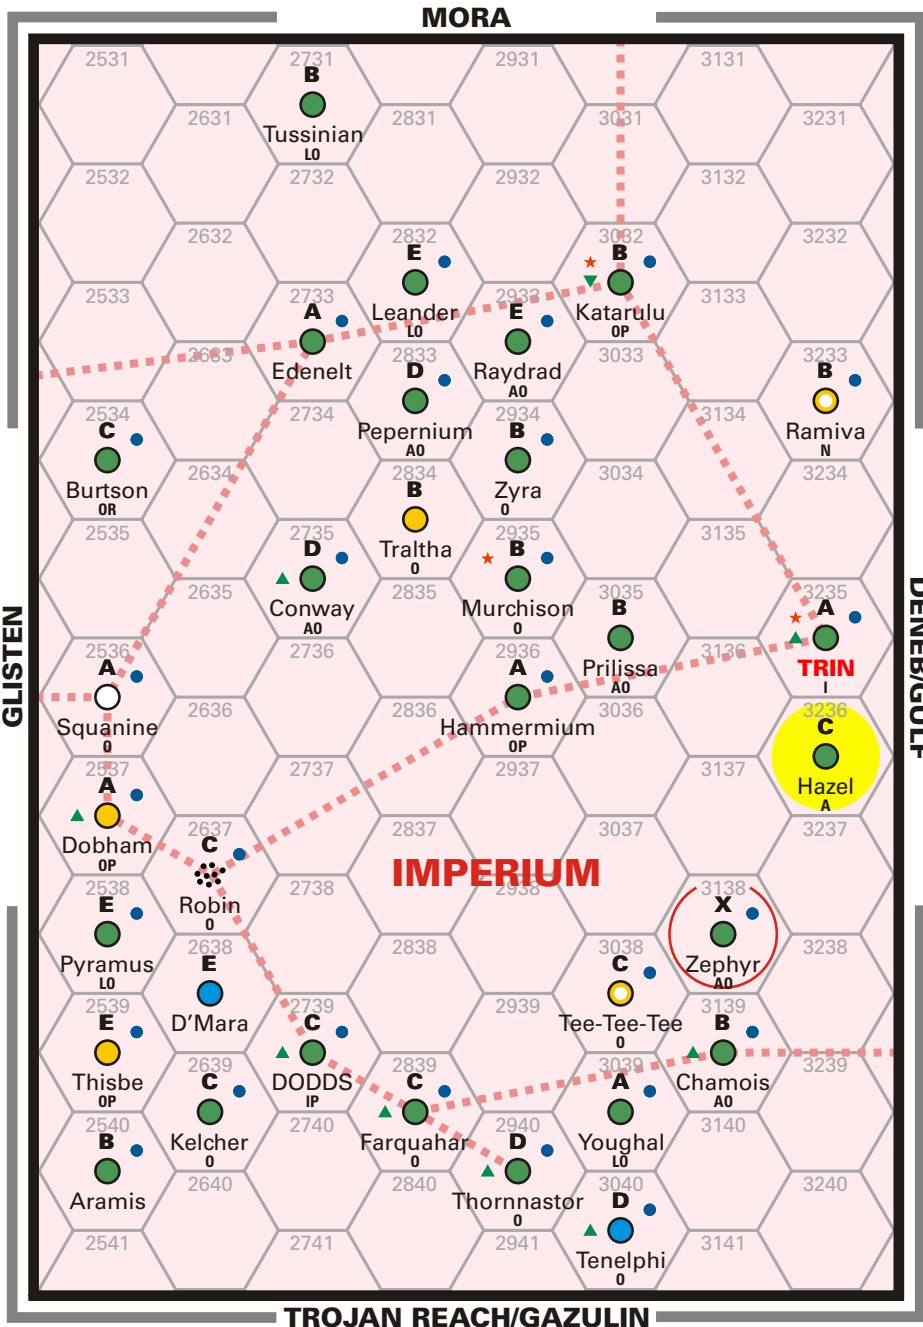 MORA
2531
2731
B
Tussinian
LO
2931
3131
2631
2831
3031
3231
2532
2732
2932
3132
2632
2832
E
Leander
LO
3032
B
Katarulu
OP
3232
2533
2733
A
Edenelt
2933
E
Raydrad
AO
3133
2633
2833
D
Pepernium
AO
3033
3233
B
Ramiva
N
2534
C
Burtson
OR
2734
2934
B
Zyra
O
3134
2634
2834
B
Traltha
O
3034
3234
2535
2735
D
Conway
AO
2935
B
Murchison
O
3135
2635
2835
3035
B
Prilissa
AO
3235
A
TRIN
I
GLISTEN
DENEB/GULF
2536
A
Squanine
O
2736
2936
A
Hammermium
OP
3136
2636
2836
3036
3236
C
Hazel
A
2537
A
Dobham
OP
2737
2937
3137
2637
C
Robin
O
2837
3037
3237
IMPERIUM
2538
E
Pyramus
LO
2738
2938
3138
X
Zephyr
AO
2638
E
D'Mara
2838
3038
C
Tee-Tee-Tee
O
3238
2539
E
Thisbe
OP
2739
C
DODDS
IP
2939
3139
B
Chamois
AO
2639
C
Kelcher
O
2839
C
Farquahar
O
3039
A
Youghal
LO
3239
2540
B
Aramis
2740
2940
D
Thornnastor
O
3140
2640
2840
3040
D
Tenelphi
O
3240
2541
2741
2941
3141
TROJAN REACH/GAZULIN